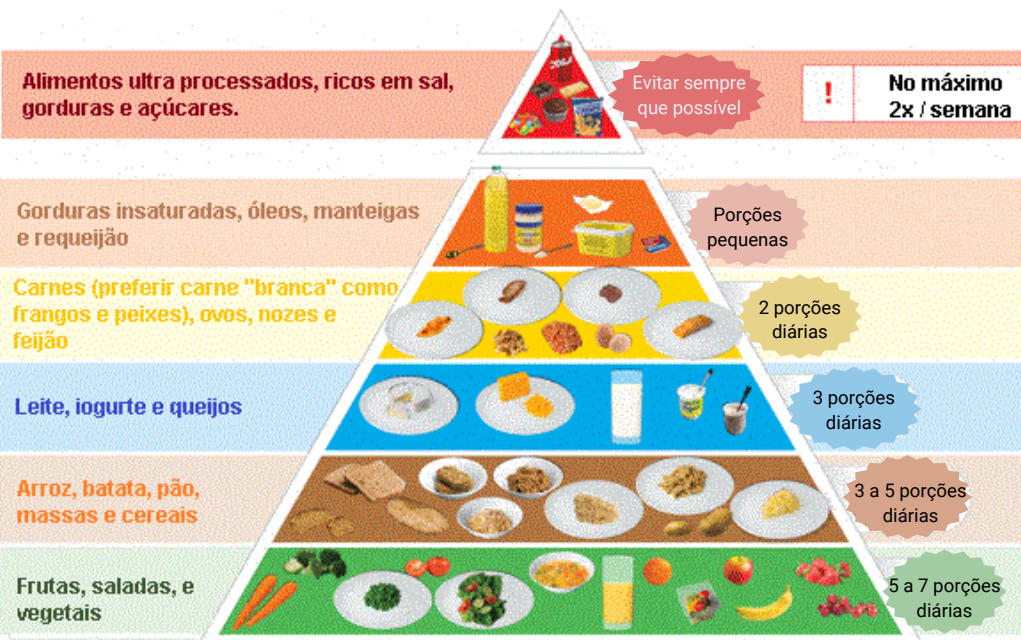 Alimentos ultra processados, ricos em sal,
gorduras e açúcares.
Evitar sempre
que possível
!
No máximo
2x / semana
Gorduras insaturadas, óleos, manteigas
e requeijão
Porções
pequenas
Carnes (preferir carne "branca" como
frangos e peixes), ovos, nozes e
feijão
2 porções
diárias
Leite, iogurte e queijos
3 porções
diárias
Arroz, batata, pão,
massas e cereais
3 a 5 porções
diárias
Frutas, saladas, e
vegetais
5 a 7 porções
diárias